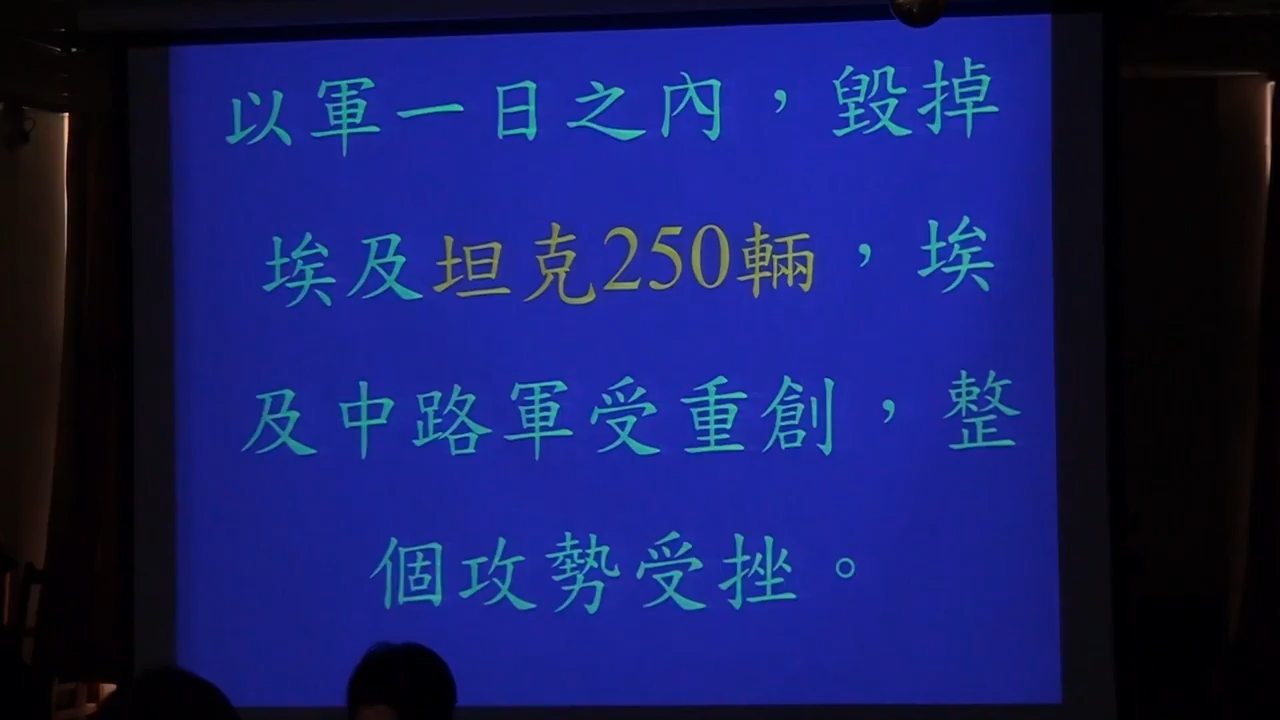 以軍一日之內，毀掉
埃及坦克250輛，埃
及中路軍受重創，整
個攻勢受挫。